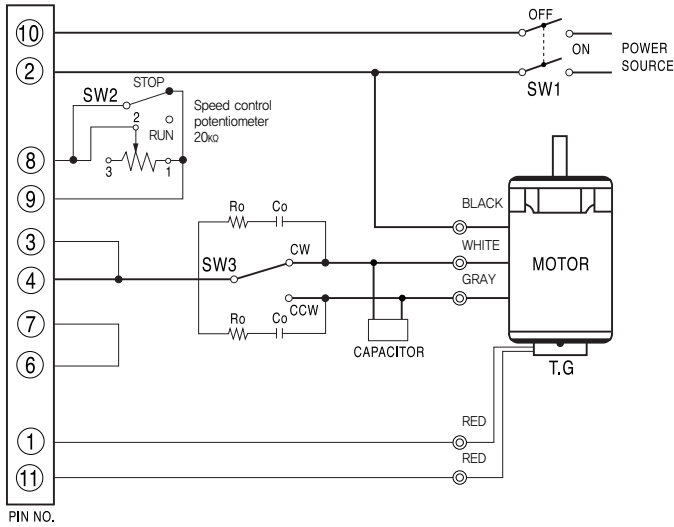 OFF
10
ON
POWER
SOURCE
2
SW1
STOP
SW2
Speed control
potentiometer
20KΩ
2
RUN
8
3
1
9
BLACK
Ro
Co
3
WHITE
CW
SW3
MOTOR
4
GRAY
CCW
7
Ro
Co
CAPACITOR
6
T.G
RED
1
RED
11
PIN NO.